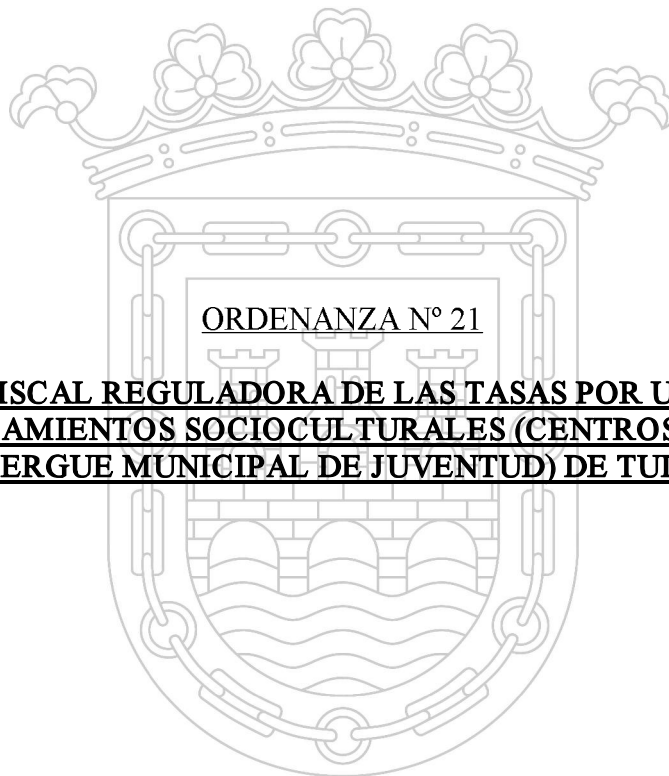 ORDENANZA Nº 21
ISCAL REGULADORA DE LAS TASAS POR U
AMIENTOS SOCIOCULTURALES (CENTROS
ERGUE MUNICIPAL DE JUVENTUD) DE TU